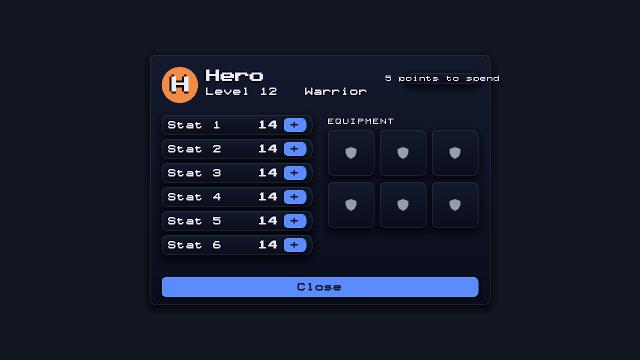 H
Hero
Level 12 Warrior
5 points to spend
Stat 1 14 +
Stat 2 14 +
Stat 3 14 +
Stat 4 14 +
Stat 5 14 +
Stat 6 14 +
EQUIPMENT
Close